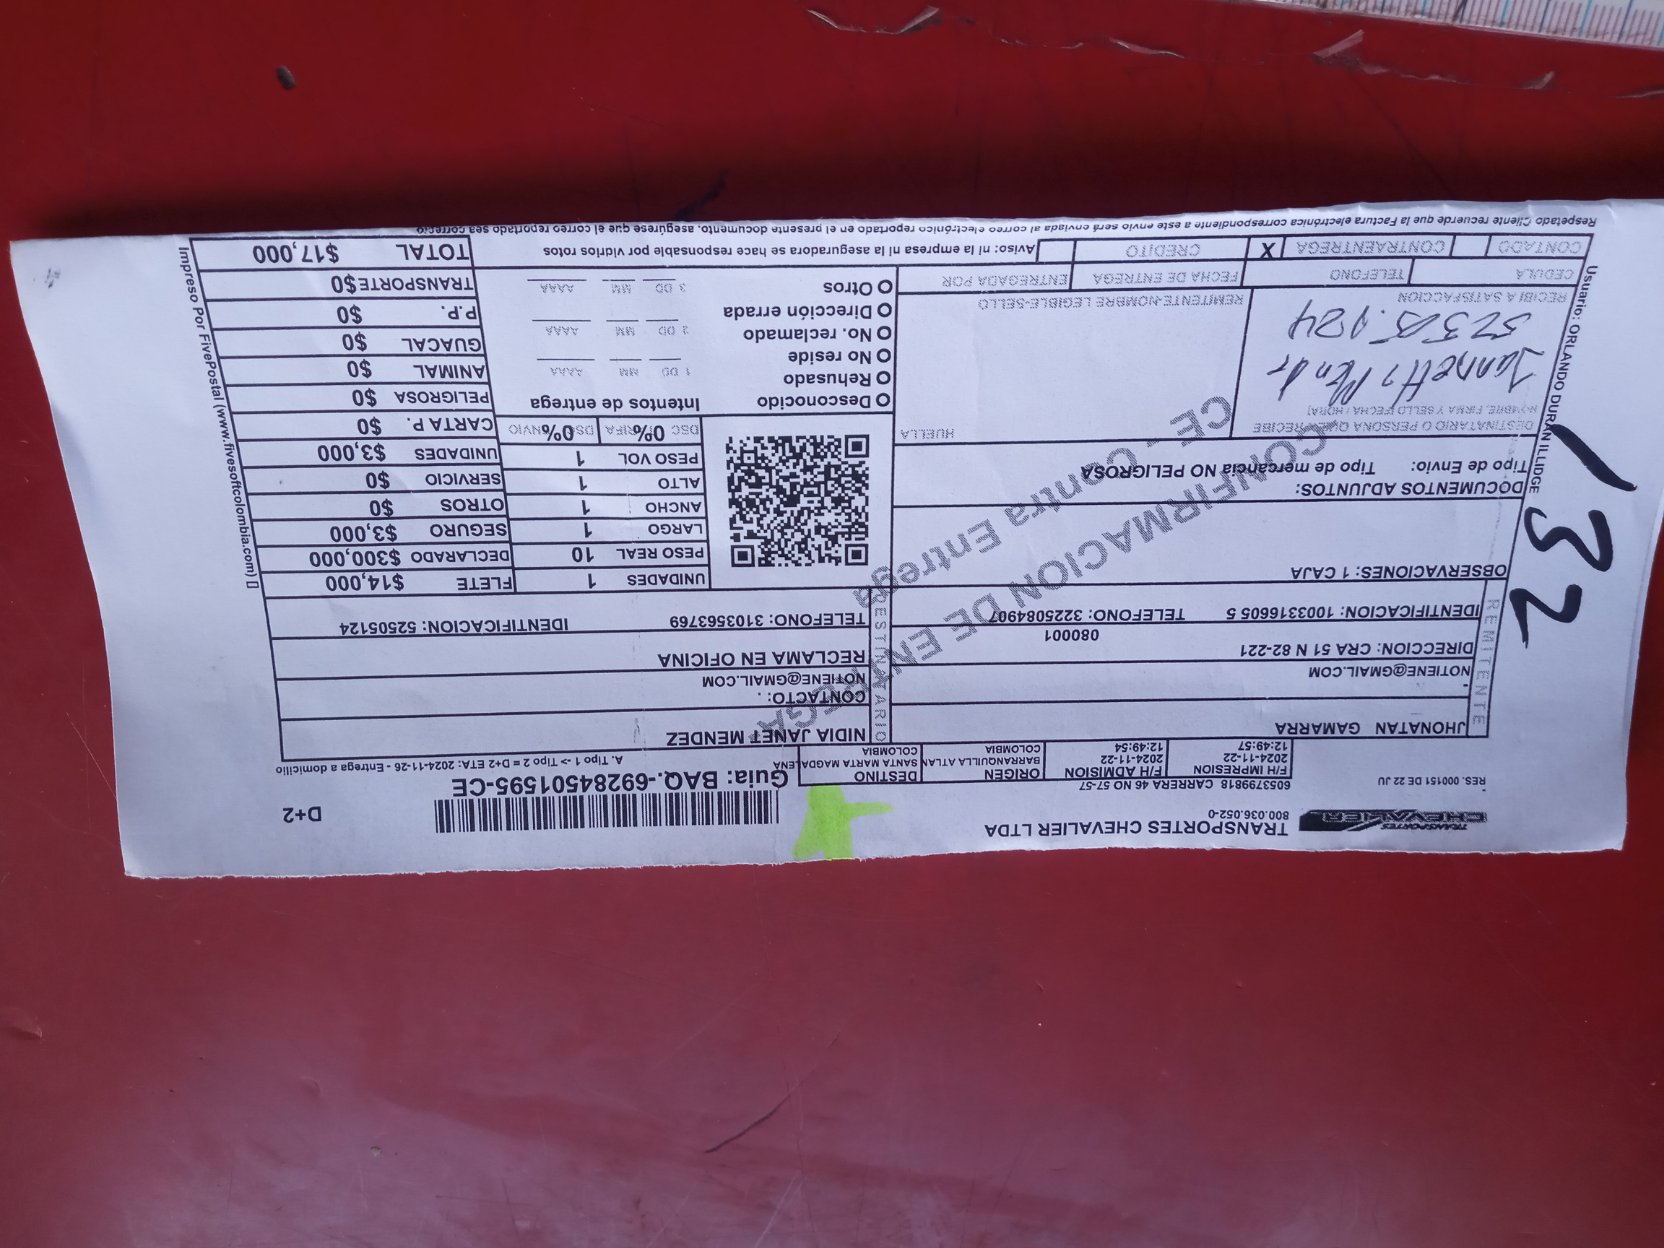 TRANSPORTES
CHEVALIER
TRANSPORTES CHEVALIER LTDA
800.036.052-0
6053799818 CARRERA 46 NO 57-57
RES. 000151 DE 22 JU
F/H IMPRESION
2024-11-22
12:49:57
F/H ADMISION
2024-11-22
12:49:54
ORIGEN
BARRANQUILLA ATLAN
COLOMBIA
DESTINO
SANTA MARTA MAGDALENA
COLOMBIA
D+2
Guia: BAQ.-69284501595-CE
A. Tipo 1 -> Tipo 2 = D+2 ETA: 2024-11-26 - Entrega a domicilio
REMITENTE
JHONATAN GAMARRA
.
NOTIENE@GMAIL.COM
DIRECCION: CRA 51 N 82-221
080001
IDENTIFICACION: 1003316605 5 TELEFONO: 3225084907
DESTINATARIO
NIDIA JANET MENDEZ
CONTACTO: .
NOTIENE@GMAIL.COM
RECLAMA EN OFICINA
TELEFONO: 3103563769 IDENTIFICACION: 52505124
OBSERVACIONES: 1 CAJA
DOCUMENTOS ADJUNTOS:
Tipo de Envio: Tipo de mercancia NO PELIGROSA
CONFIRMACION DE ENTREGA
CE - Contra Entrega
132
UNIDADES 1
PESO REAL 10
LARGO 1
ANCHO 1
ALTO 1
PESO VOL 1
DSC TARIFA 0% DSC ENVIO 0%
FLETE $14,000
DECLARADO $300,000
SEGURO $3,000
OTROS $0
SERVICIO $0
UNIDADES $3,000
CARTA P. $0
PELIGROSA $0
ANIMAL $0
GUACAL $0
P.P. $0
TRANSPORTE $0
TOTAL $17,000
DESTINATARIO O PERSONA QUE RECIBE
NOMBRE, FIRMA Y SELLO [FECHA / HORA]
52505.124
RECIBI A SATISFACCION
CEDULA
TELEFONO
HUELLA
REMITENTE-NOMBRE LEGIBLE-SELLO
FECHA DE ENTREGA
ENTREGADA POR
Desconocido
Rehusado
No reside
No. reclamado
Dirección errada
Otros
Intentos de entrega
1 DD MM AAAA
2 DD MM AAAA
3 DD MM AAAA
CONTADO
CONTRAENTREGA X
CREDITO
Aviso: ni la empresa ni la aseguradora se hace responsable por vidrios rotos
Respetado Cliente recuerde que la Factura electrónica correspondiente a este envio será enviada al correo electrónico reportado en el presente documento, asegúrese que el correo reportado sea correcto
Usuario: ORLANDO DURAN ILLIDGE
Impreso Por FivePostal (www.fivesoftcolombia.com)